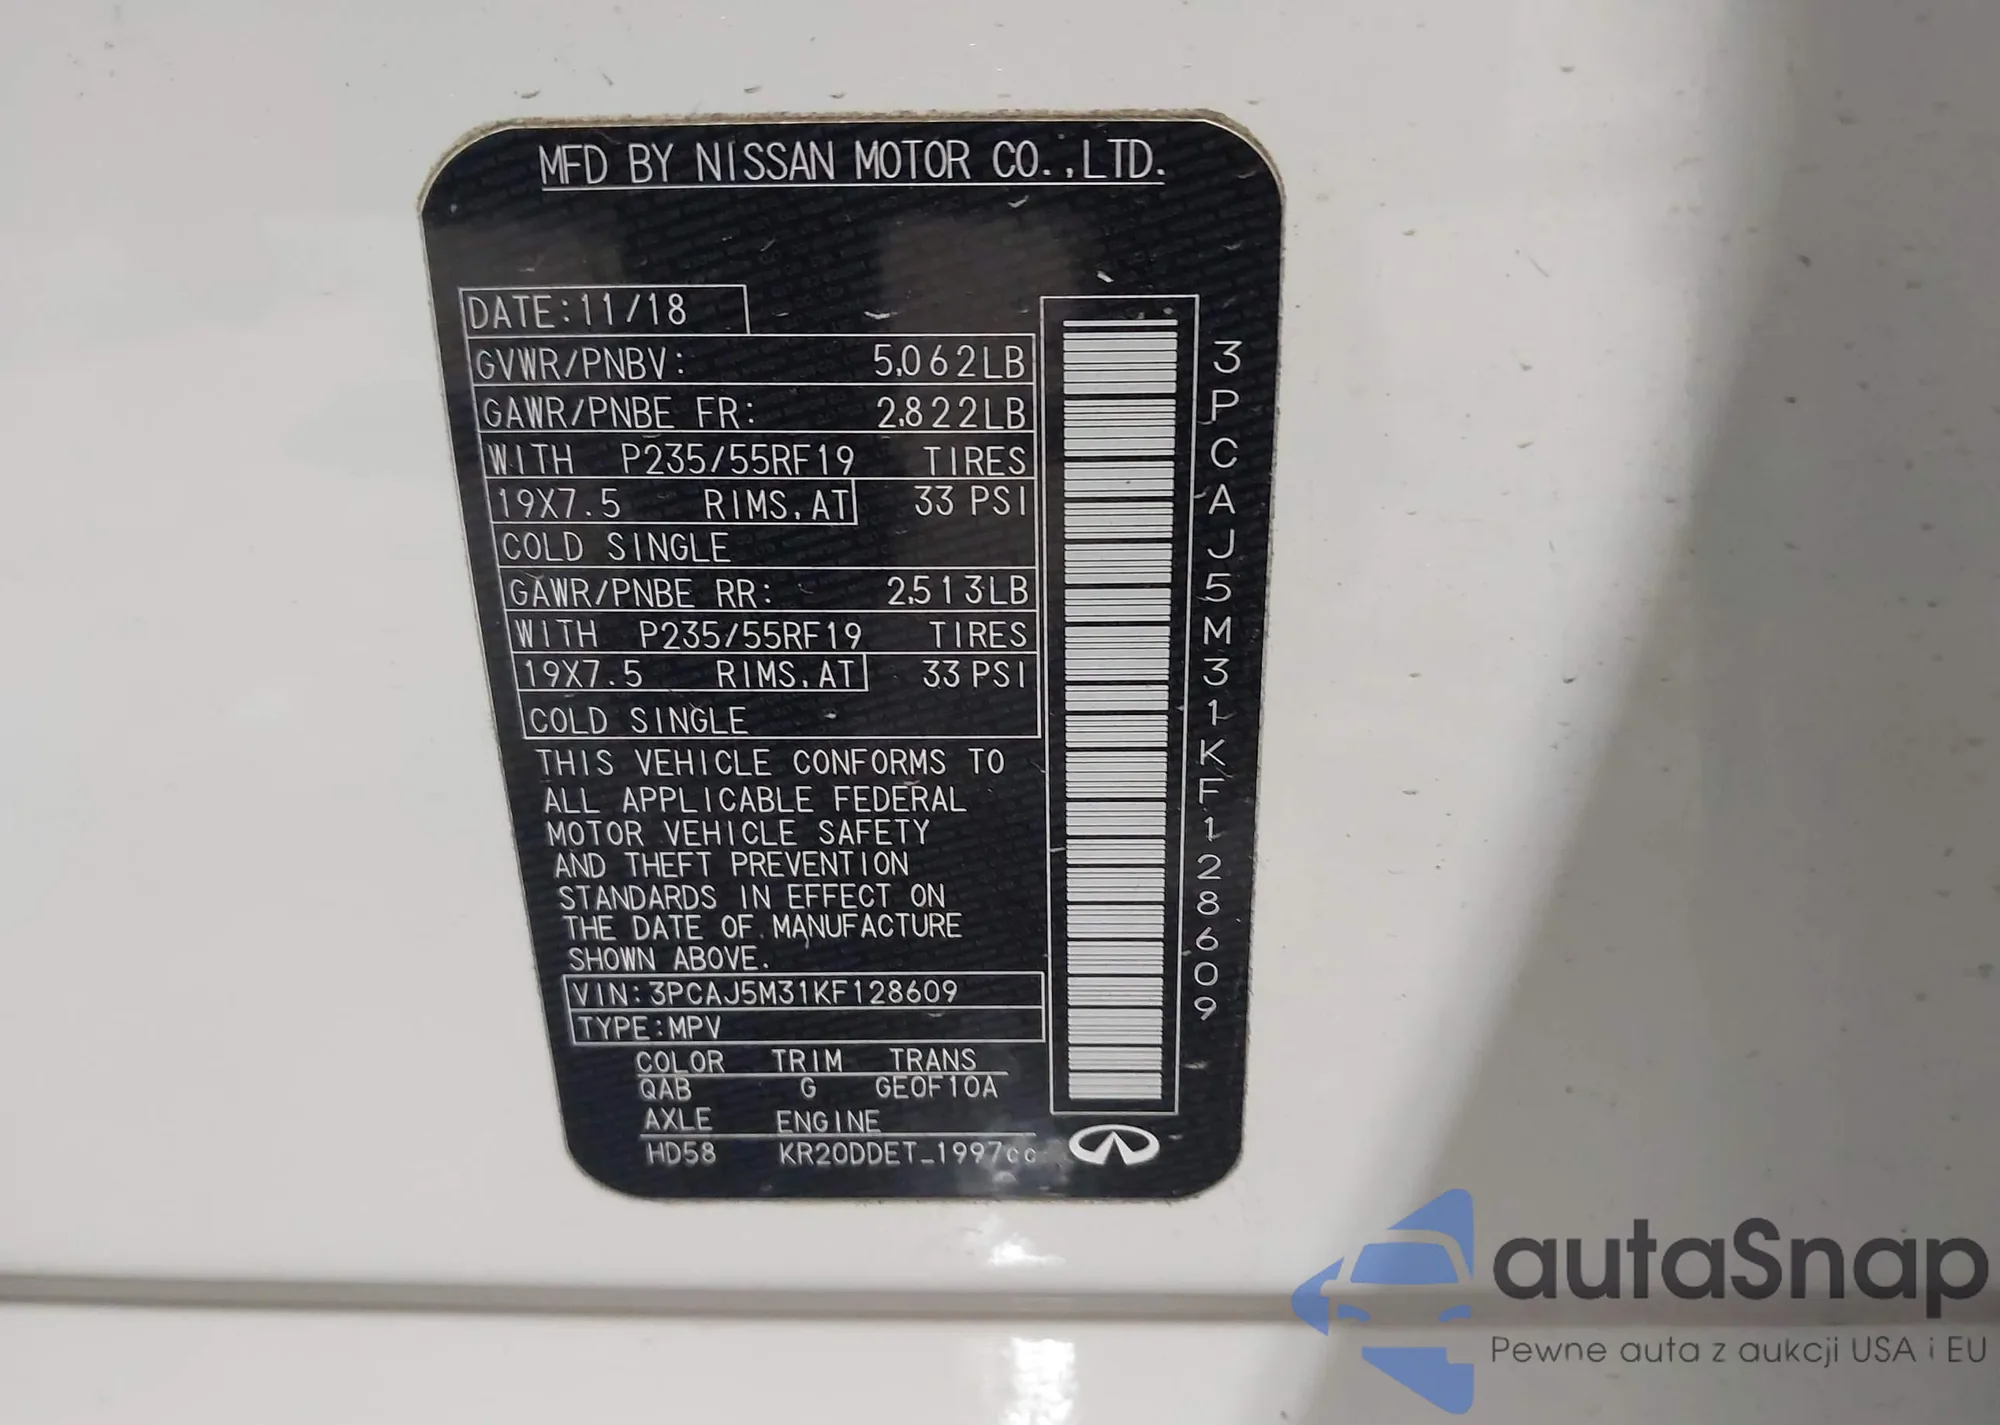 MFD BY NISSAN MOTOR CO.,LTD.
DATE:11/18
GVWR/PNBV: 5,062LB
GAWR/PNBE FR: 2,822LB
WITH P235/55RF19 TIRES
19X7.5 RIMS,AT 33 PSI
COLD SINGLE
GAWR/PNBE RR: 2,513LB
WITH P235/55RF19 TIRES
19X7.5 RIMS,AT 33 PSI
COLD SINGLE
THIS VEHICLE CONFORMS TO
ALL APPLICABLE FEDERAL
MOTOR VEHICLE SAFETY
AND THEFT PREVENTION
STANDARDS IN EFFECT ON
THE DATE OF MANUFACTURE
SHOWN ABOVE.
VIN:3PCAJ5M31KF128609
TYPE:MPV
COLOR TRIM TRANS
QAB G GE0F10A
AXLE ENGINE
HD58 KR20DDET_1997cc
3PCAJ5M31KF128609
autaSnap
Pewne auta z aukcji USA i EU